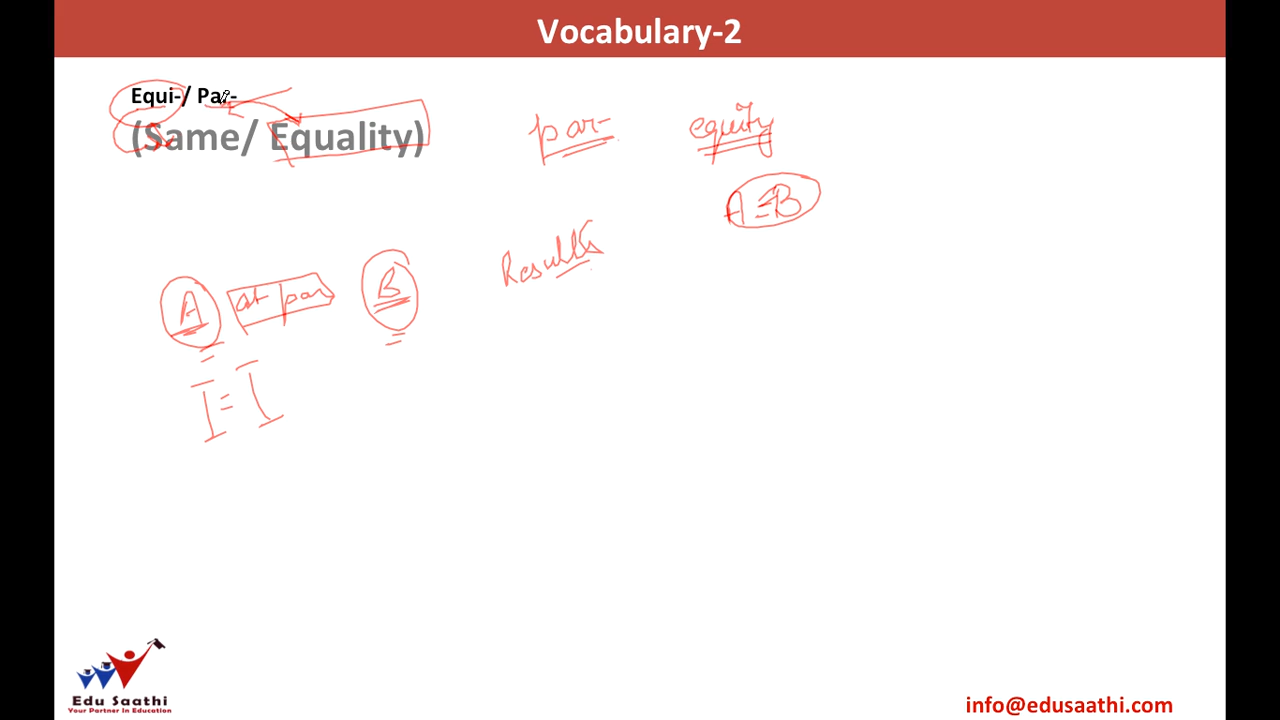 Vocabulary-2
Equi-/ Par-
(Same/ Equality)
par- equity
A=B
Results
A at par B
I = I
Edu Saathi
Your Partner In Education
info@edusaathi.com